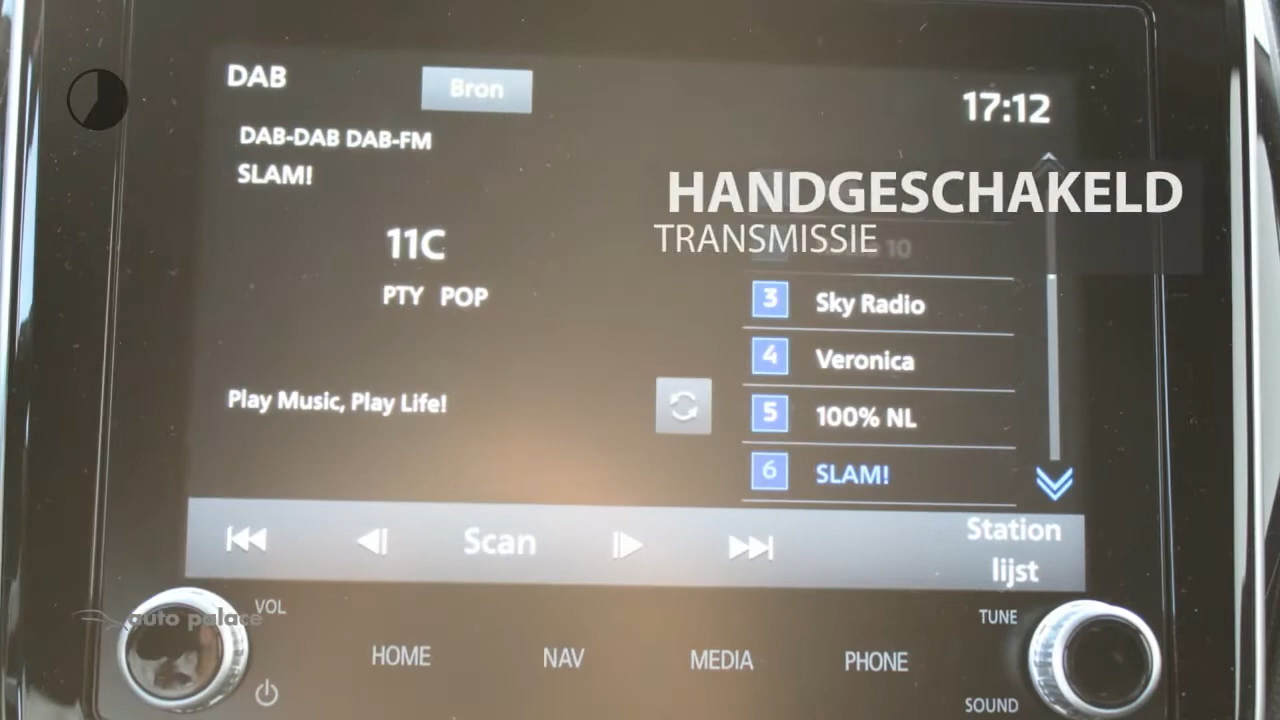 DAB
Bron
17:12
DAB-DAB DAB-FM
SLAM!
HANDGESCHAKELD
TRANSMISSIE
10
11C
PTY POP
3 Sky Radio
4 Veronica
5 100% NL
6 SLAM!
Play Music, Play Life!
Scan
Station
lijst
VOL
auto palace
TUNE
HOME
NAV
MEDIA
PHONE
SOUND